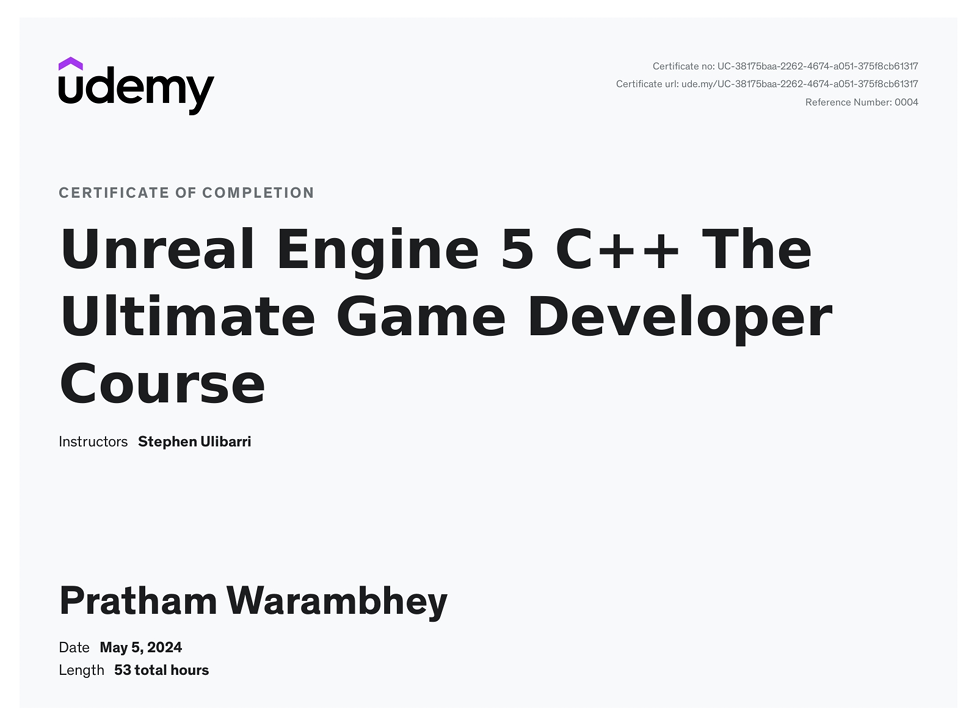 udemy
Certificate no: UC-38175baa-2262-4674-a051-375f8cb61317
Certificate url: ude.my/UC-38175baa-2262-4674-a051-375f8cb61317
Reference Number: 0004
CERTIFICATE OF COMPLETION
Unreal Engine 5 C++ The
Ultimate Game Developer
Course
Instructors Stephen Ulibarri
Pratham Warambhey
Date May 5, 2024
Length 53 total hours